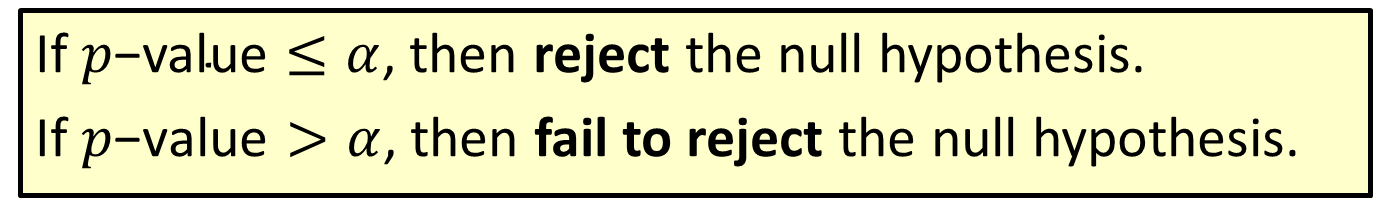 If p−value ≤ α, then reject the null hypothesis.
If p−value > α, then fail to reject the null hypothesis.